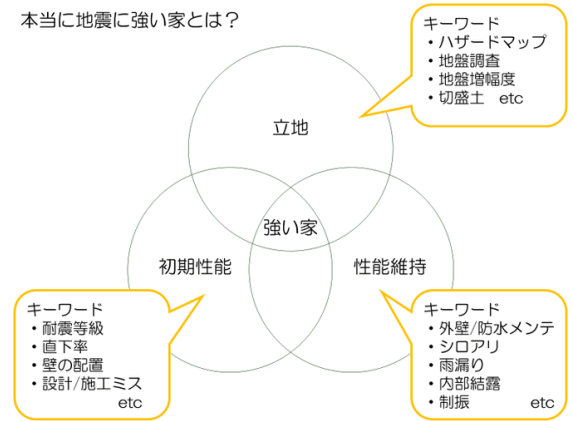 本当に地震に強い家とは？
キーワード
・ハザードマップ
・地盤調査
・地盤増幅度
・切盛土　etc
立地
強い家
初期性能
性能維持
キーワード
・耐震等級
・直下率
・壁の配置
・設計/施工ミス
etc
キーワード
・外壁/防水メンテ
・シロアリ
・雨漏り
・内部結露
・制振　etc